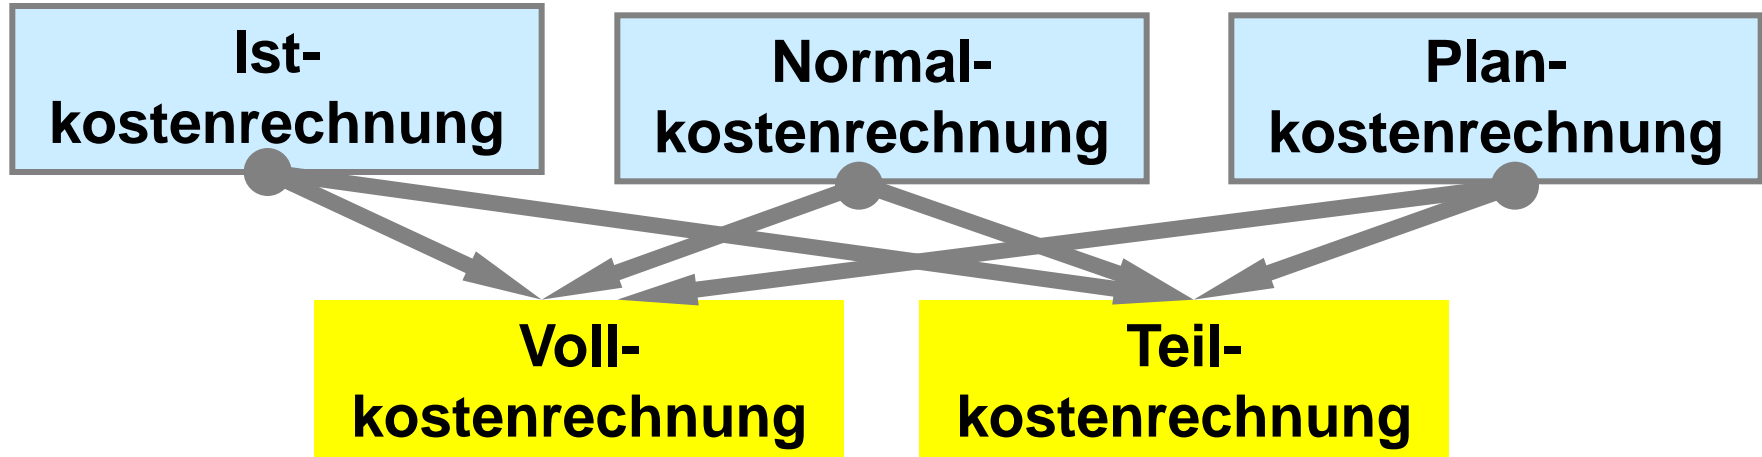 Ist-
kostenrechnung
Normal-
kostenrechnung
Plan-
kostenrechnung
Voll-
kostenrechnung
Teil-
kostenrechnung